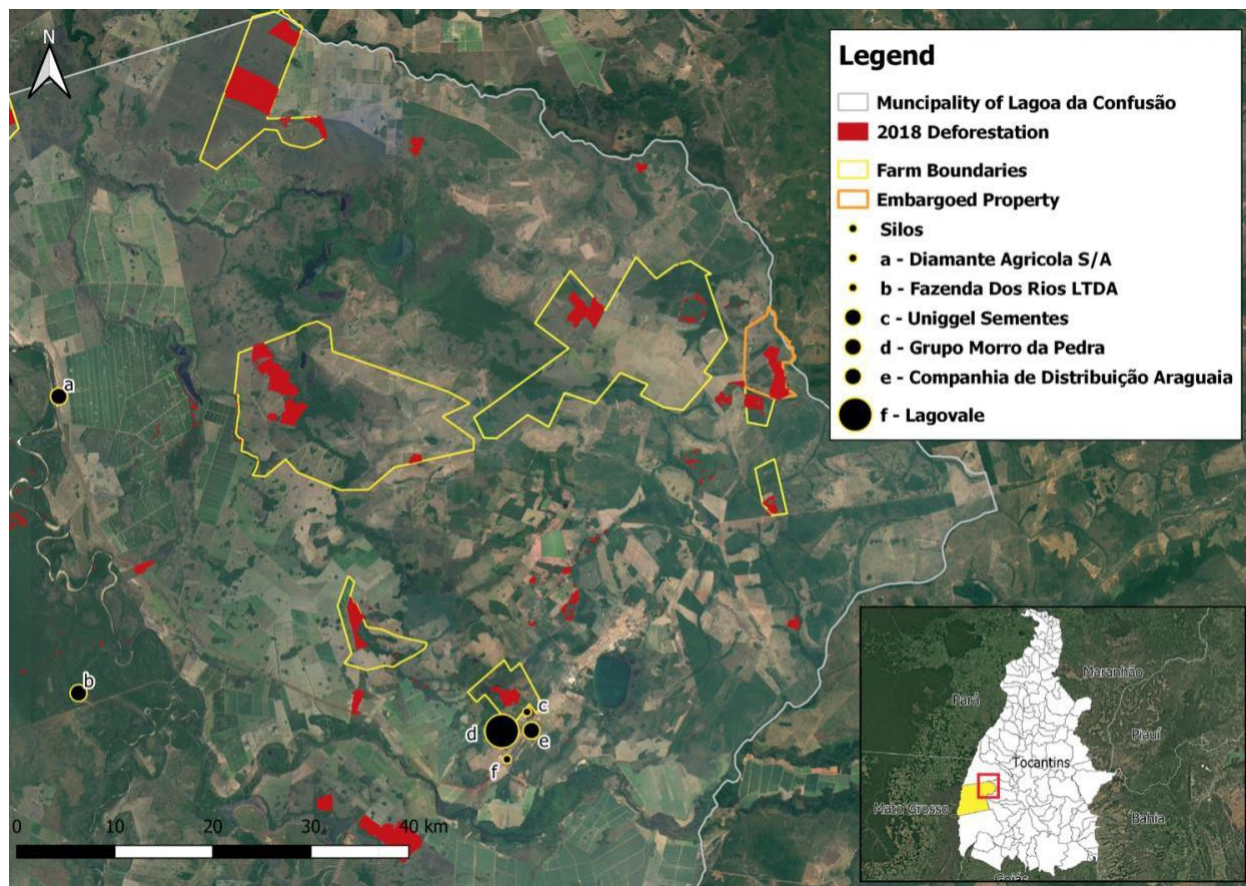 N
Legend
Muncipality of Lagoa da Confusão
2018 Deforestation
Farm Boundaries
Embargoed Property
Silos
a - Diamante Agricola S/A
b - Fazenda Dos Rios LTDA
c - Uniggel Sementes
d - Grupo Morro da Pedra
e - Companhia de Distribuição Araguaia
f - Lagovale
a
b
c
d
e
f
0 10 20 30 40 km
Maranhão
Pará
Piauí
Tocantins
Mato Grosso
Bahia
Goiás